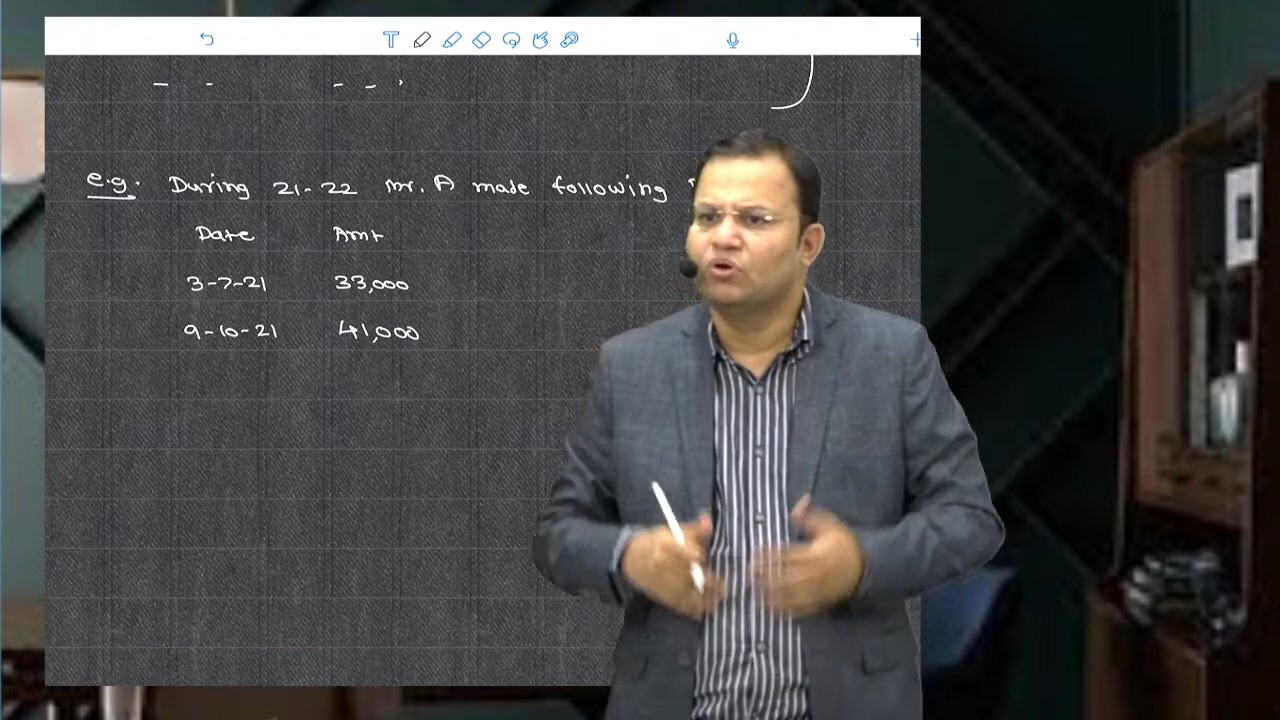 e.g. During 21-22 Mr. A made following
Date Amt
3-7-21 33,000
9-10-21 41,000